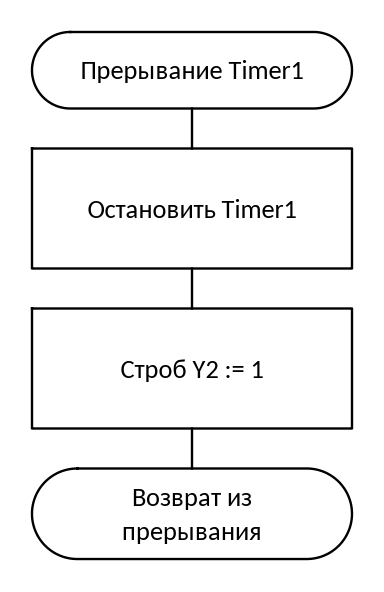 Прерывание Timer1
Остановить Timer1
Строб Y2 := 1
Возврат из
прерывания